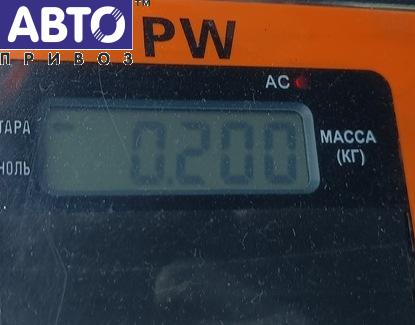 АВТО™
ПРИВОЗ
PW
AC
ТАРА
НОЛЬ
0.200
МАССА
(КГ)